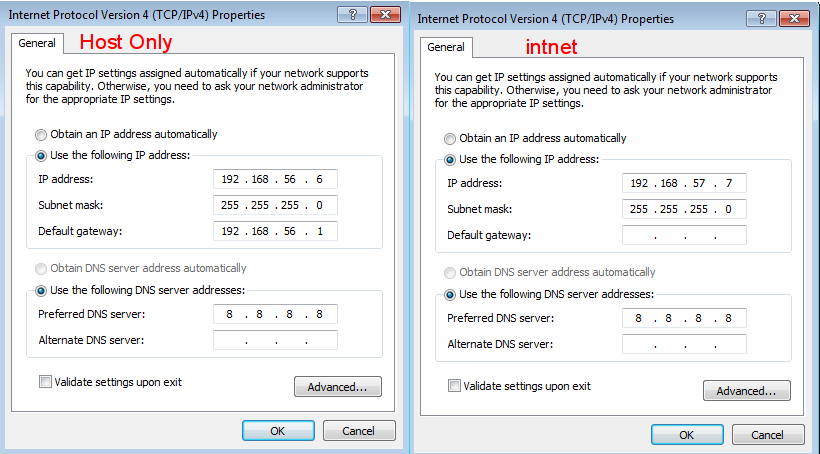 Internet Protocol Version 4 (TCP/IPv4) Properties
General
Host Only
You can get IP settings assigned automatically if your network supports
this capability. Otherwise, you need to ask your network administrator
for the appropriate IP settings.
Obtain an IP address automatically
Use the following IP address:
IP address: 192 . 168 . 56 . 6
Subnet mask: 255 . 255 . 255 . 0
Default gateway: 192 . 168 . 56 . 1
Obtain DNS server address automatically
Use the following DNS server addresses:
Preferred DNS server: 8 . 8 . 8 . 8
Alternate DNS server: . . .
Validate settings upon exit
Advanced...
OK Cancel
Internet Protocol Version 4 (TCP/IPv4) Properties
General
intnet
You can get IP settings assigned automatically if your network supports
this capability. Otherwise, you need to ask your network administrator
for the appropriate IP settings.
Obtain an IP address automatically
Use the following IP address:
IP address: 192 . 168 . 57 . 7
Subnet mask: 255 . 255 . 255 . 0
Default gateway: . . .
Obtain DNS server address automatically
Use the following DNS server addresses:
Preferred DNS server: 8 . 8 . 8 . 8
Alternate DNS server: . . .
Validate settings upon exit
Advanced...
OK Cancel